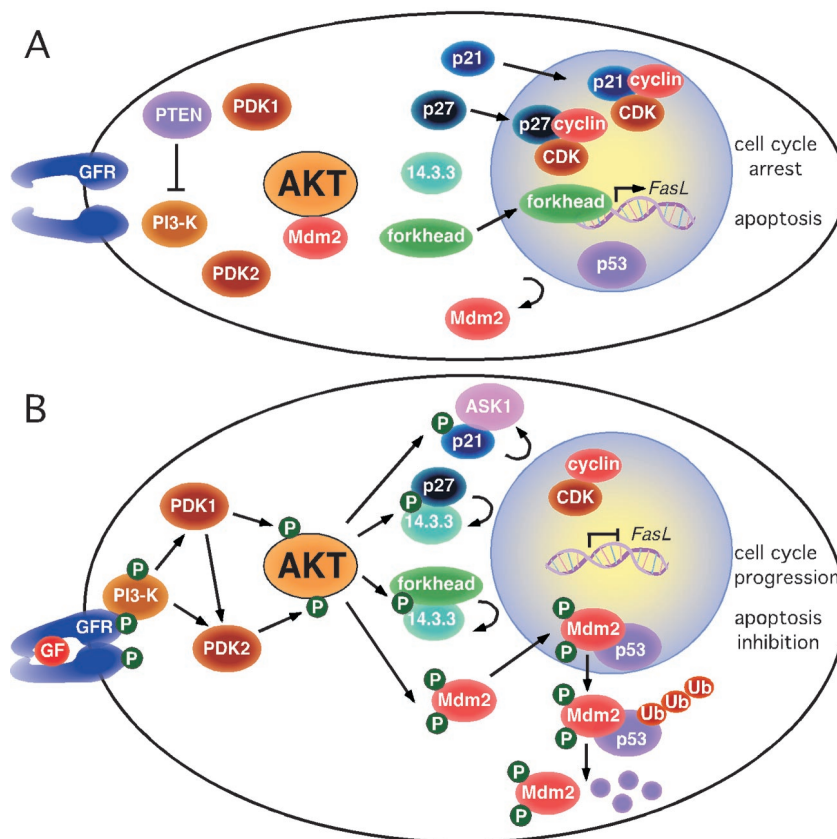 A
p21
p21
cyclin
CDK
PTEN
PDK1
p27
p27
cyclin
CDK
cell cycle
arrest
GFR
14.3.3
AKT
FasL
PI3-K
Mdm2
forkhead
forkhead
apoptosis
PDK2
p53
Mdm2
B
ASK1
P
p21
cyclin
CDK
p27
P
14.3.3
PDK1
P
AKT
P
FasL
cell cycle
progression
P
PI3-K
forkhead
P
14.3.3
GFR
P
GF
P
PDK2
apoptosis
inhibition
P
Mdm2
P
p53
P
Mdm2
P
P
Mdm2
P
p53
Ub
Ub
Ub
P
Mdm2
P